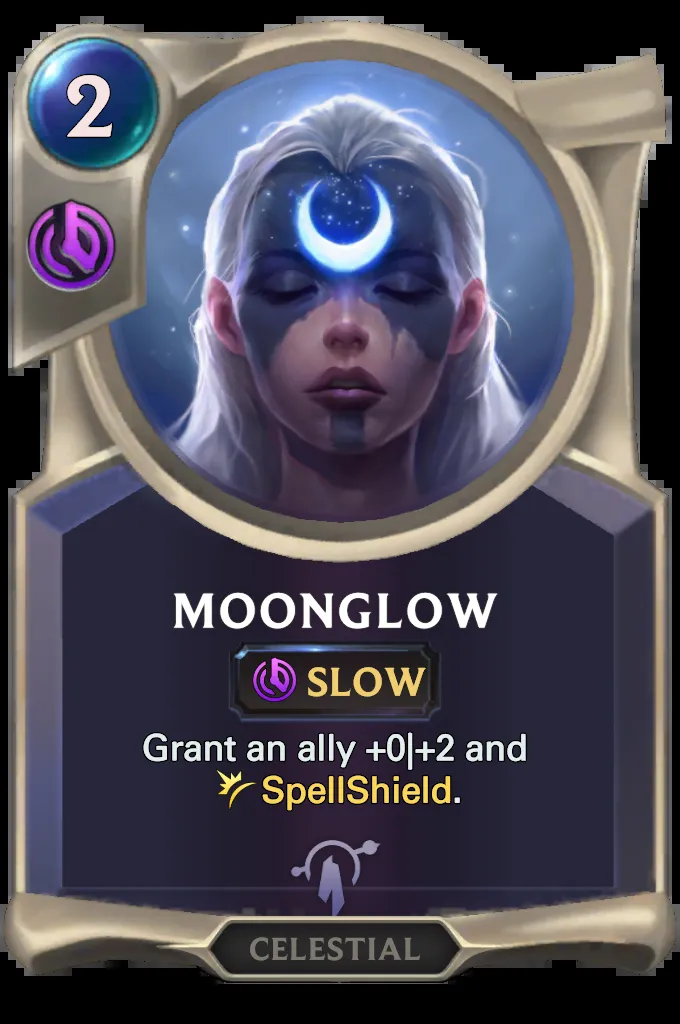 2
MOONGLOW
SLOW
Grant an ally +0|+2 and
SpellShield.
CELESTIAL